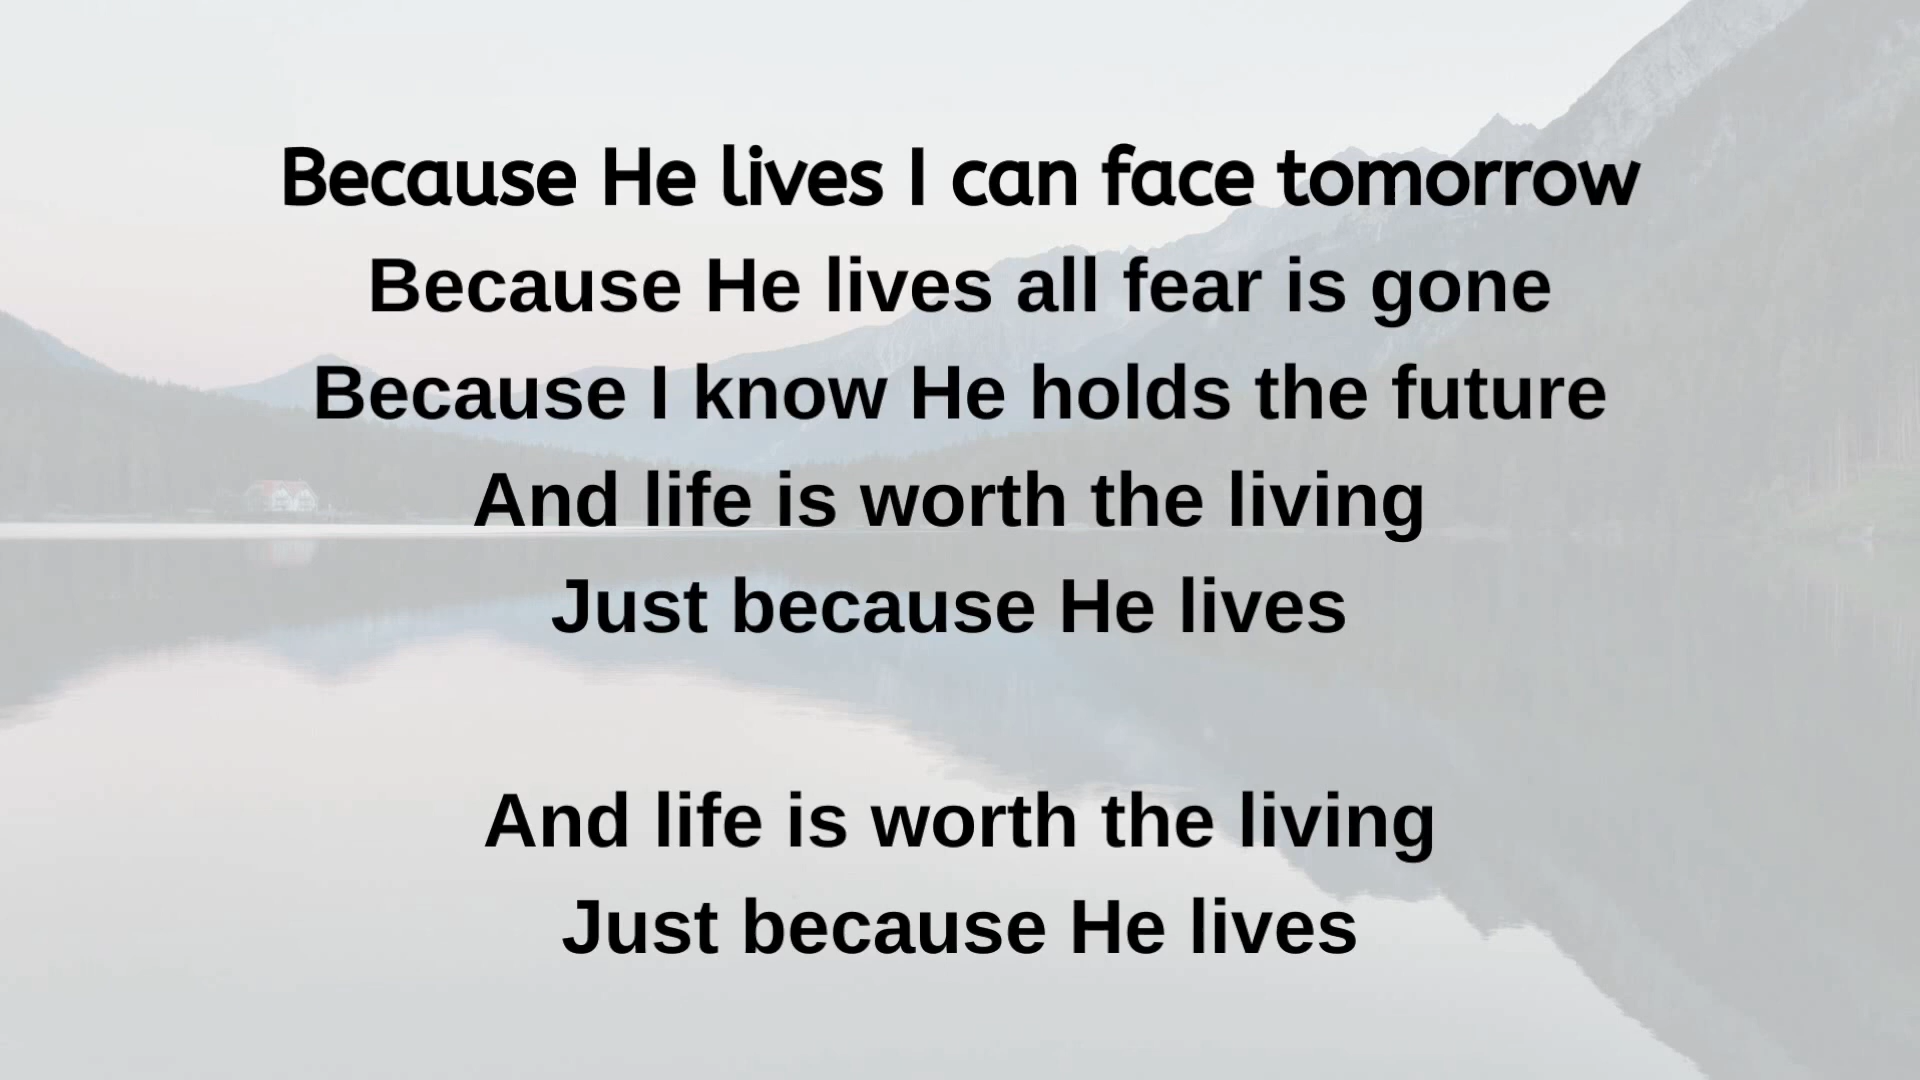 Because He lives I can face tomorrow
Because He lives all fear is gone
Because I know He holds the future
And life is worth the living
Just because He lives
And life is worth the living
Just because He lives